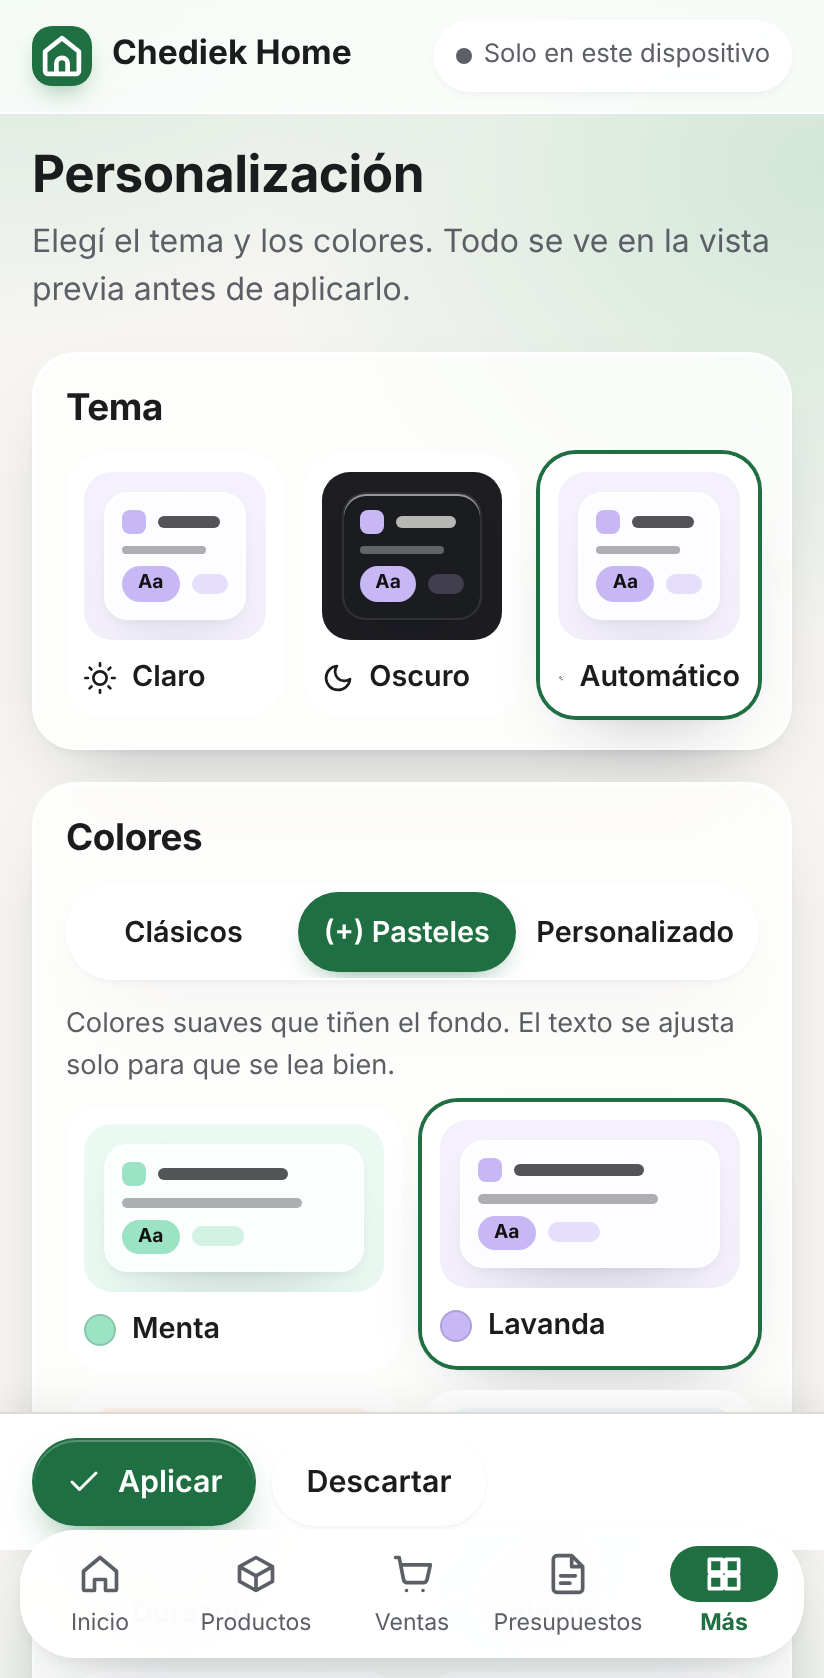 Chediek Home
Solo en este dispositivo
Personalización
Elegí el tema y los colores. Todo se ve en la vista
previa antes de aplicarlo.
Tema
Aa
Aa
Aa
Claro
Oscuro
Automático
Colores
Clásicos
(+) Pasteles
Personalizado
Colores suaves que tiñen el fondo. El texto se ajusta
solo para que se lea bien.
Aa
Aa
Menta
Lavanda
Aplicar
Descartar
Inicio
Productos
Ventas
Presupuestos
Más